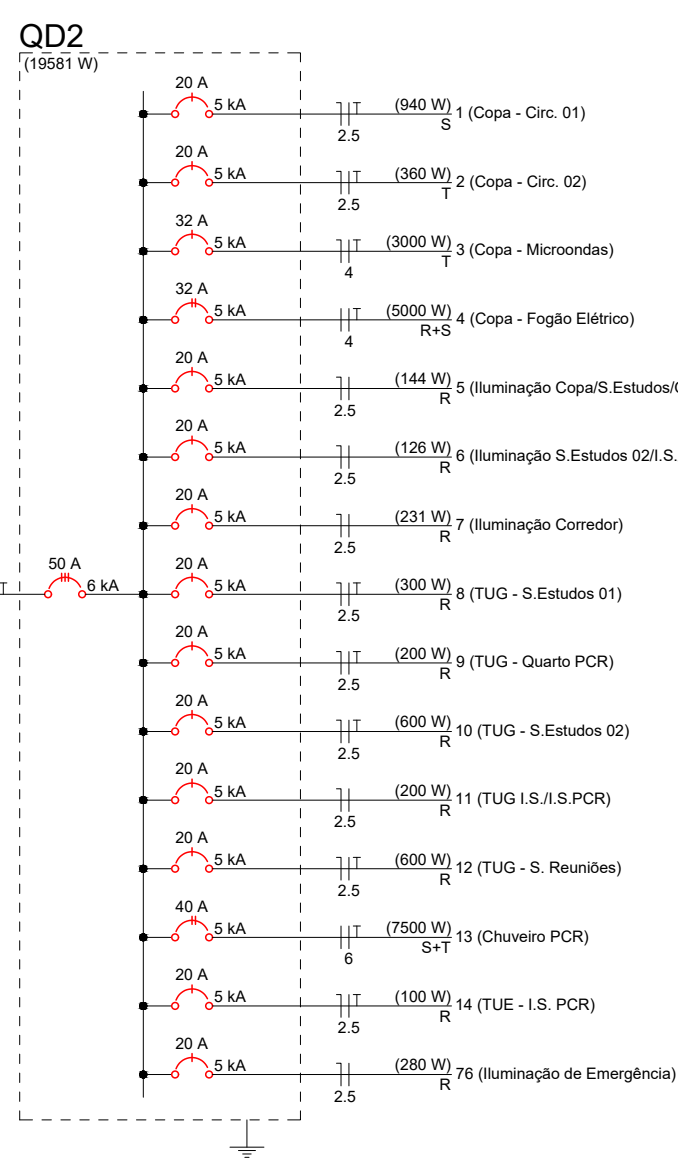 QD2
(19581 W)
50 A
6 kA
T
20 A
5 kA
T
2.5
(940 W)
S
1 (Copa - Circ. 01)
20 A
5 kA
T
2.5
(360 W)
T
2 (Copa - Circ. 02)
32 A
5 kA
T
4
(3000 W)
T
3 (Copa - Microondas)
32 A
5 kA
T
4
(5000 W)
R+S
4 (Copa - Fogão Elétrico)
20 A
5 kA
2.5
(144 W)
R
5 (Iluminação Copa/S.Estudos/
20 A
5 kA
2.5
(126 W)
R
6 (Iluminação S.Estudos 02/I.S.
20 A
5 kA
2.5
(231 W)
R
7 (Iluminação Corredor)
20 A
5 kA
T
2.5
(300 W)
R
8 (TUG - S.Estudos 01)
20 A
5 kA
T
2.5
(200 W)
R
9 (TUG - Quarto PCR)
20 A
5 kA
T
2.5
(600 W)
R
10 (TUG - S.Estudos 02)
20 A
5 kA
2.5
(200 W)
R
11 (TUG I.S./I.S.PCR)
20 A
5 kA
T
2.5
(600 W)
R
12 (TUG - S. Reuniões)
40 A
5 kA
T
6
(7500 W)
S+T
13 (Chuveiro PCR)
20 A
5 kA
T
2.5
(100 W)
R
14 (TUE - I.S. PCR)
20 A
5 kA
2.5
(280 W)
R
76 (Iluminação de Emergência)